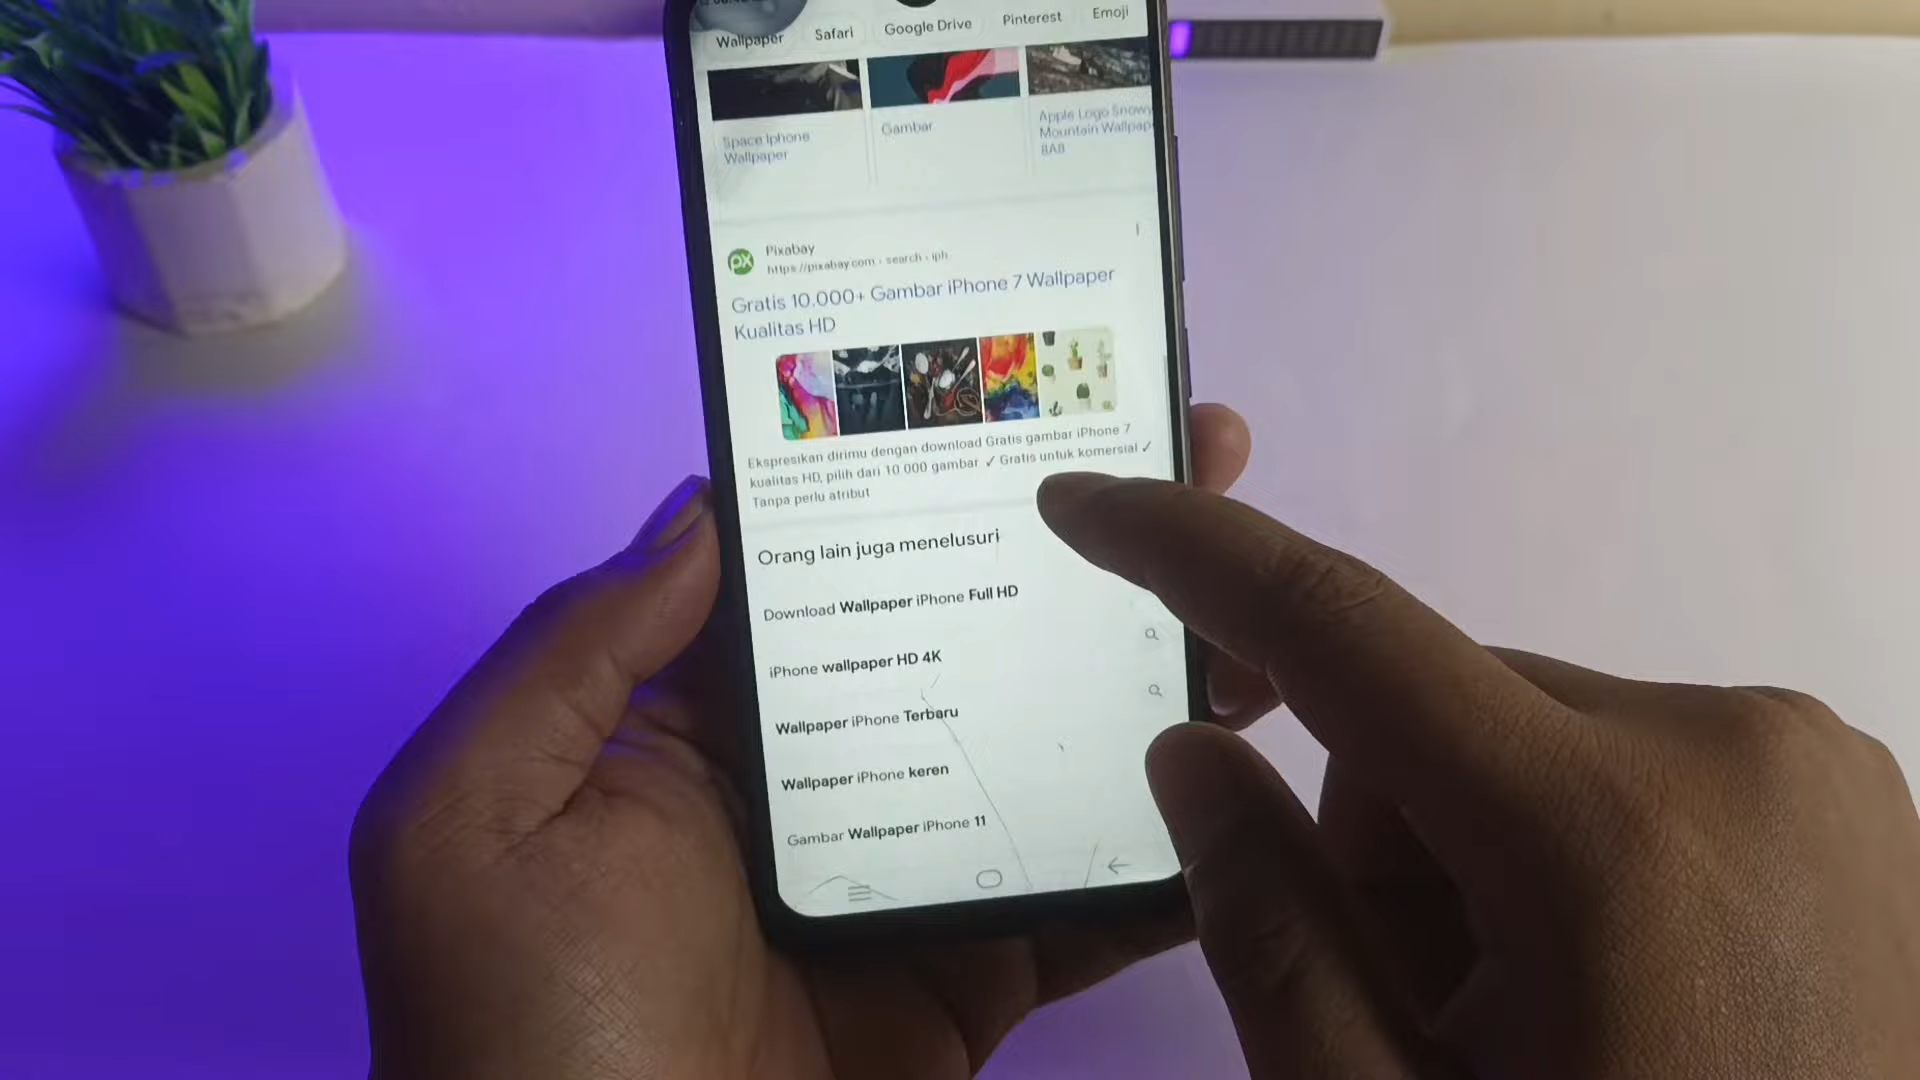 Wallpaper Safari Google Drive Pinterest Emoji
Space Iphone
Wallpaper
Gambar
Apple Logo Snowy
Mountain Wallpap
8A8
px
Pixabay
https://pixabay.com › search › iph
Gratis 10.000+ Gambar iPhone 7 Wallpaper
Kualitas HD
Ekspresikan dirimu dengan download Gratis gambar iPhone 7
kualitas HD, pilih dari 10 000 gambar ✓ Gratis untuk komersial ✓
Tanpa perlu atribut
Orang lain juga menelusuri
Download Wallpaper iPhone Full HD
iPhone wallpaper HD 4K
Wallpaper iPhone Terbaru
Wallpaper iPhone keren
Gambar Wallpaper iPhone 11